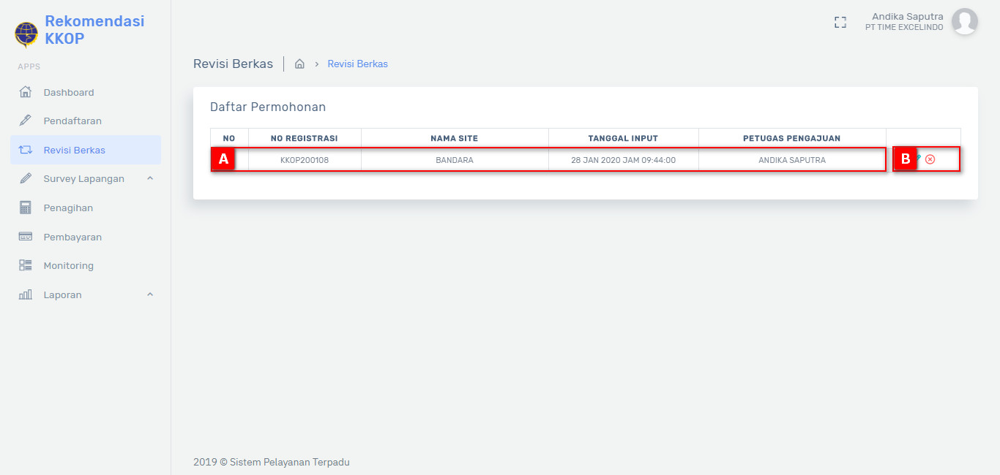 Rekomendasi
KKOP
Andika Saputra
PT TIME EXCELINDO
APPS
Dashboard
Pendaftaran
Revisi Berkas
Survey Lapangan
Penagihan
Pembayaran
Monitoring
Laporan
Revisi Berkas
Revisi Berkas
Daftar Permohonan
NO NO REGISTRASI NAMA SITE TANGGAL INPUT PETUGAS PENGAJUAN
A KKOP200108 BANDARA 28 JAN 2020 JAM 09:44:00 ANDIKA SAPUTRA B
2019 © Sistem Pelayanan Terpadu